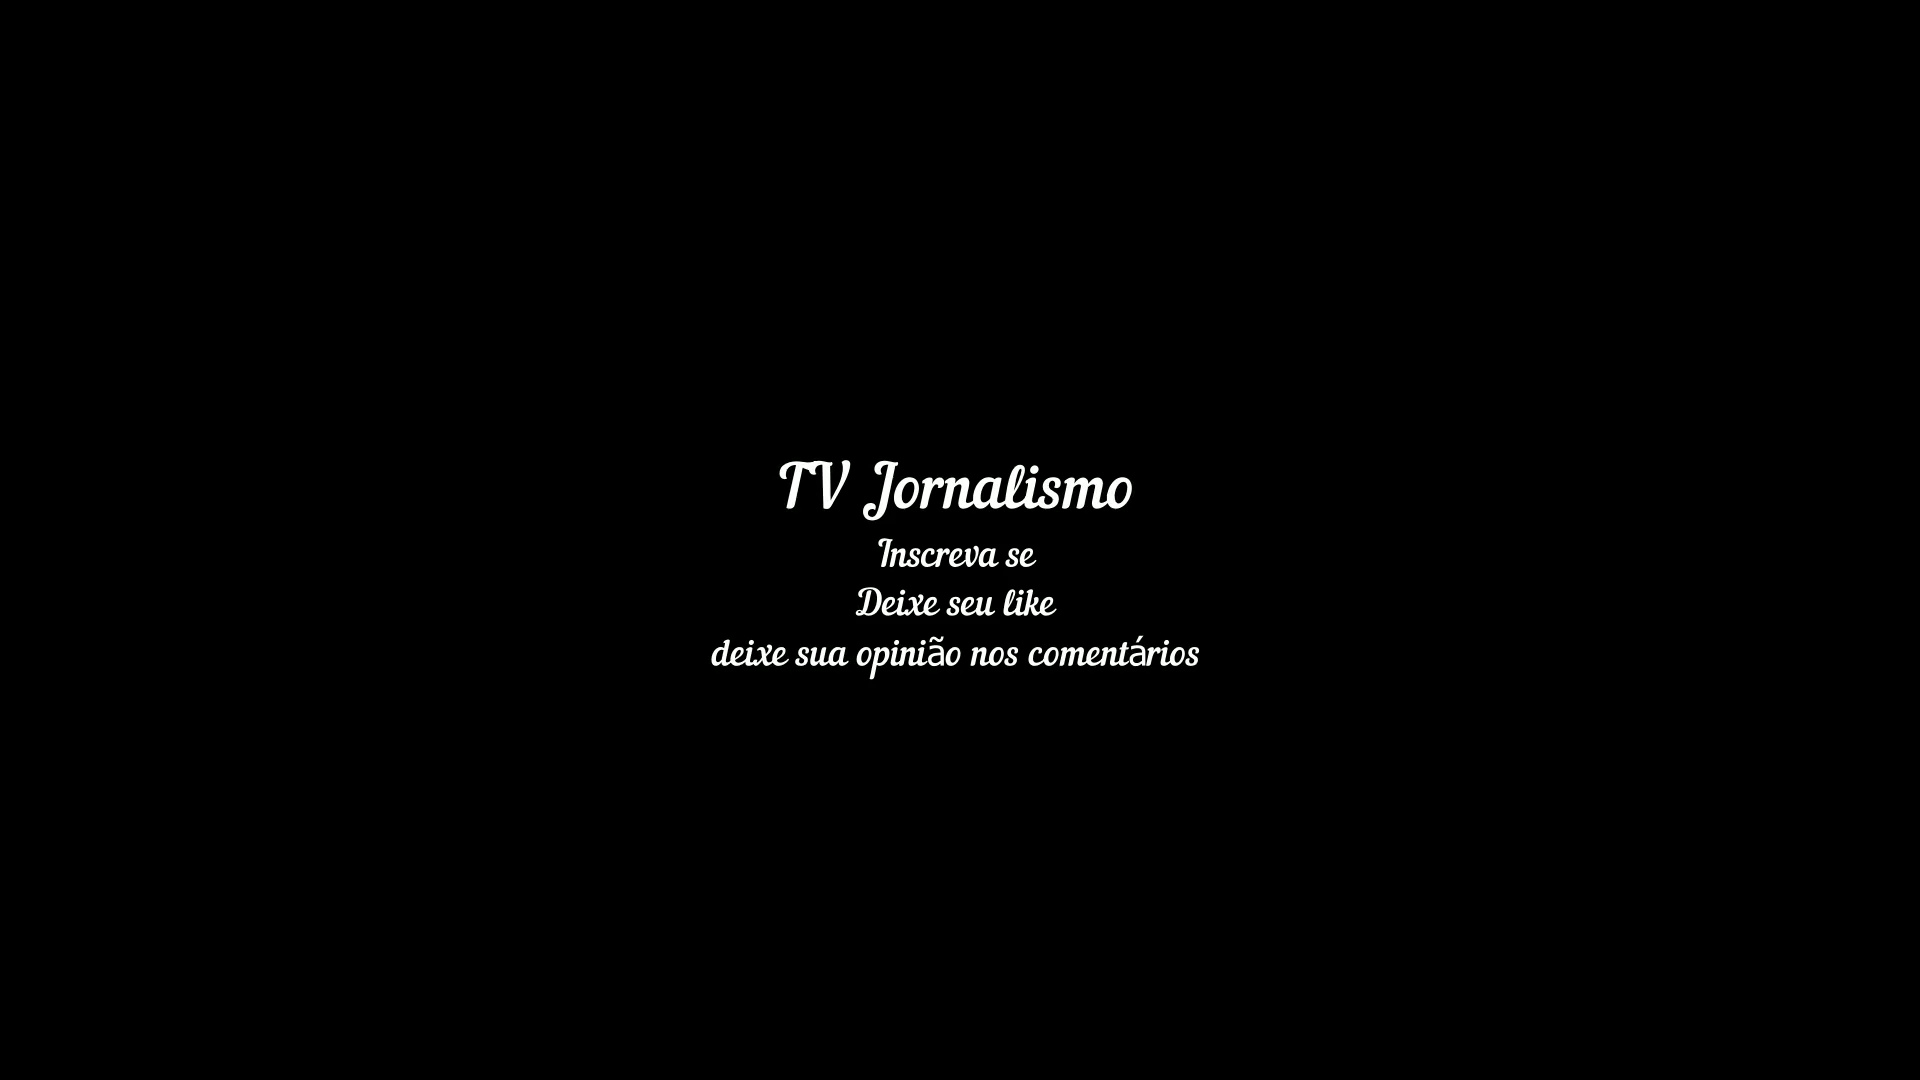 TV Jornalismo
Inscreva se
Deixe seu like
deixe sua opinião nos comentários